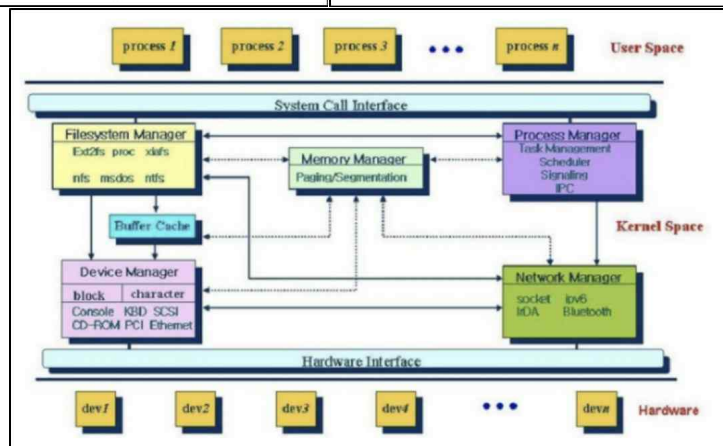 process 1 process 2 process 3 ••• process n User Space
System Call Interface
Filesystem Manager
Ext2fs proc xiafs
nfs msdos ntfs
Memory Manager
Paging/Segmentation
Process Manager
Task Management
Scheduler
Signaling
IPC
Buffer Cache
Kernel Space
Device Manager
block character
Console KBD SCSI
CD-ROM PCI Ethernet
Network Manager
socket ipv6
IrDA Bluetooth
Hardware Interface
dev1 dev2 dev3 dev4 ••• devn Hardware